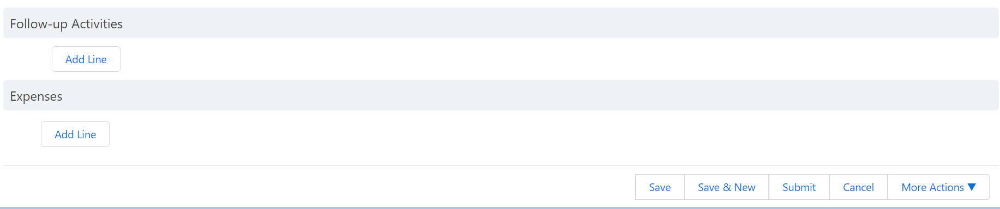 Follow-up Activities
Add Line
Expenses
Add Line
Save Save & New Submit Cancel More Actions ▼